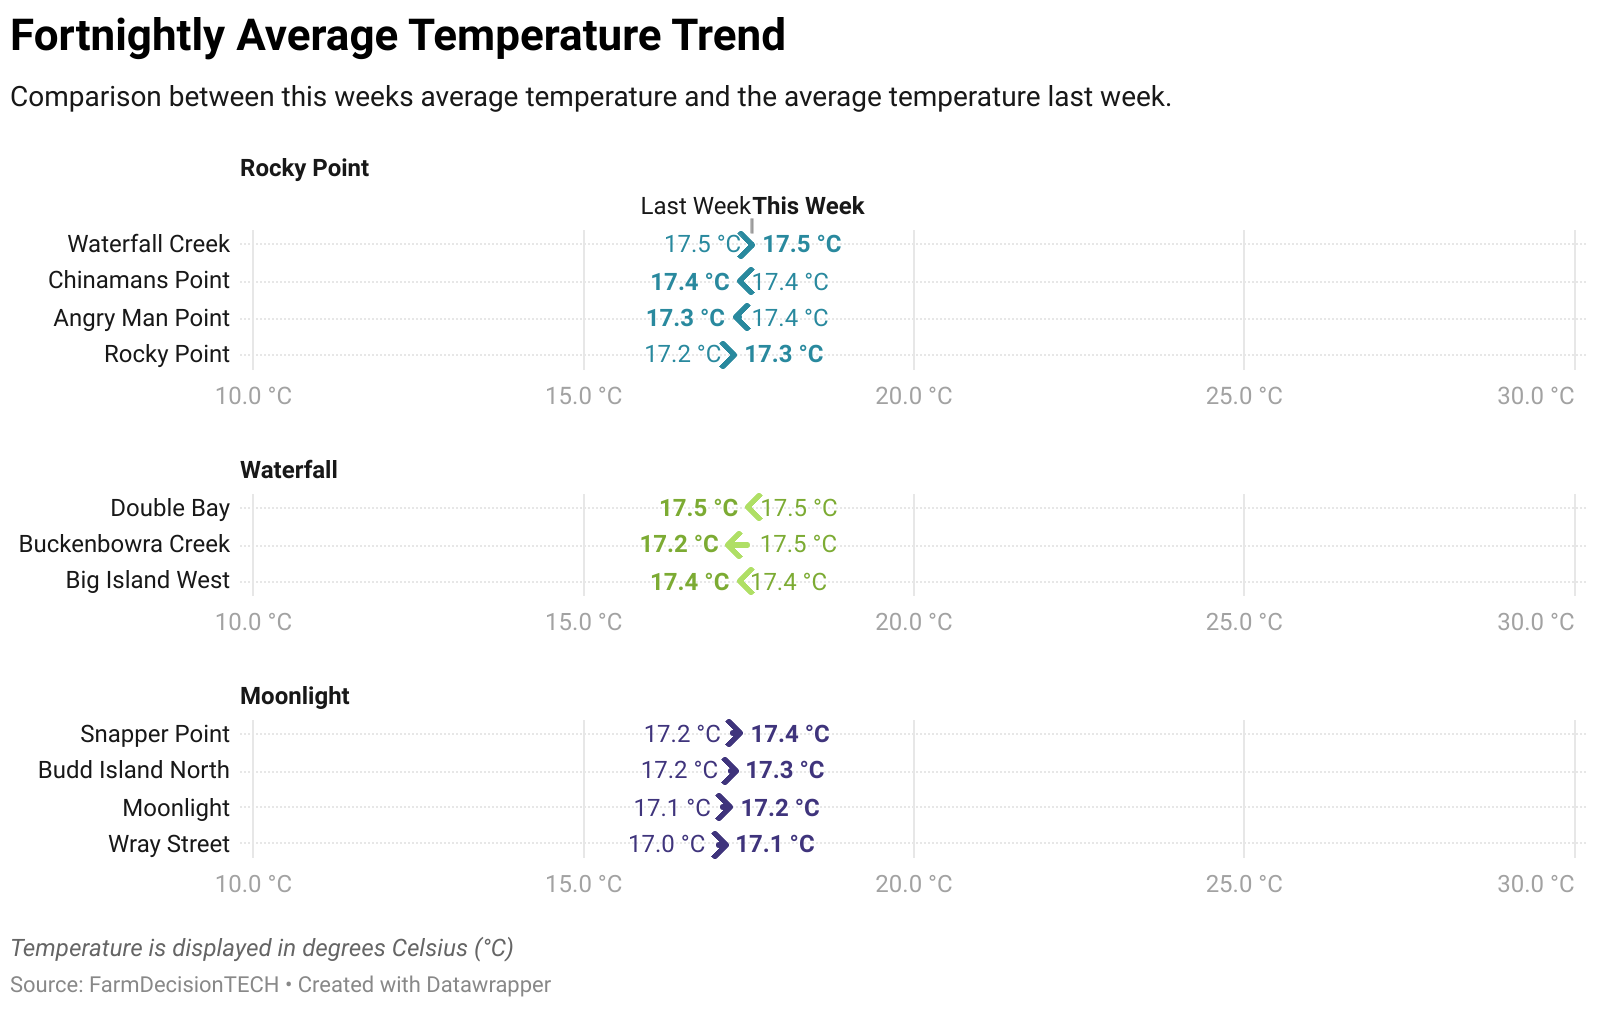 Fortnightly Average Temperature Trend
Comparison between this weeks average temperature and the average temperature last week.
Rocky Point
Last Week This Week
Waterfall Creek 17.5 °C 17.5 °C
Chinamans Point 17.4 °C 17.4 °C
Angry Man Point 17.3 °C 17.4 °C
Rocky Point 17.2 °C 17.3 °C
10.0 °C 15.0 °C 20.0 °C 25.0 °C 30.0 °C
Waterfall
Double Bay 17.5 °C 17.5 °C
Buckenbowra Creek 17.2 °C 17.5 °C
Big Island West 17.4 °C 17.4 °C
10.0 °C 15.0 °C 20.0 °C 25.0 °C 30.0 °C
Moonlight
Snapper Point 17.2 °C 17.4 °C
Budd Island North 17.2 °C 17.3 °C
Moonlight 17.1 °C 17.2 °C
Wray Street 17.0 °C 17.1 °C
10.0 °C 15.0 °C 20.0 °C 25.0 °C 30.0 °C
Temperature is displayed in degrees Celsius (°C)
Source: FarmDecisionTECH • Created with Datawrapper